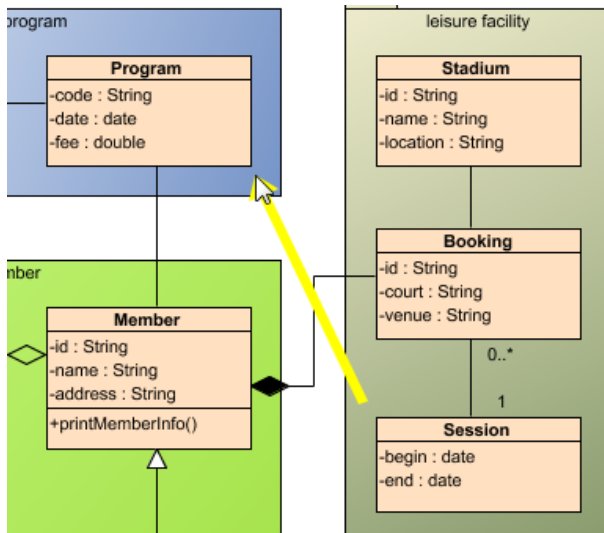 program
Program
-code : String
-date : date
-fee : double
leisure facility
Stadium
-id : String
-name : String
-location : String
Booking
-id : String
-court : String
-venue : String
0..*
1
Session
-begin : date
-end : date
mber
Member
-id : String
-name : String
-address : String
+printMemberInfo()